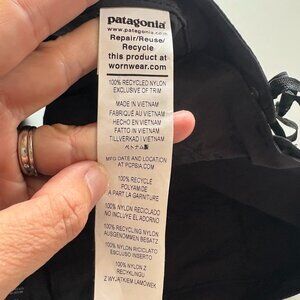 patagonia
www.patagonia.com
Repair/Reuse/
Recycle
this product at
wornwear.com
100% RECYCLED NYLON
EXCLUSIVE OF TRIM
MADE IN VIETNAM
FABRIQUÉ AU VIETNAM
HECHO EN VIETNAM
FATTO IN VIETNAM
TILLVERKAD I VIETNAM
ベトナム製
MFG DATE AND LOCATION
AT PCPBIA.COM
100% RECYCLÉ
POLYAMIDE
À PART LA GARNITURE
100% NYLON RECICLADO
NO INCLUYE EL ADORNO
100% RECYCLING NYLON
AUSGENOMMEN BESATZ
100% NYLON RICICLATO
ESCLUSO INSERTO
100% NYLON Z
RECYKLINGU
Z WYJĄTKIEM LAMÓWEK